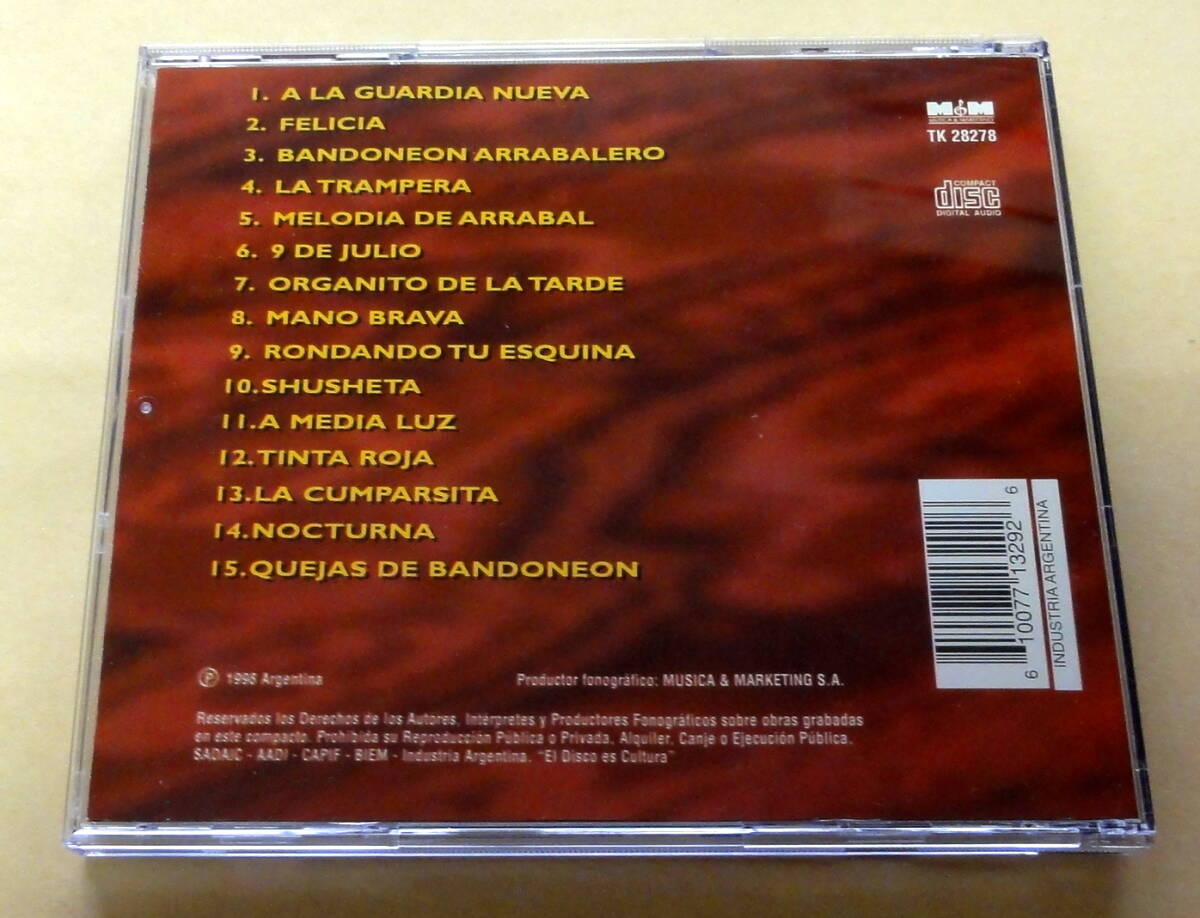 1. A LA GUARDIA NUEVA
2. FELICIA
3. BANDONEON ARRABALERO
4. LA TRAMPERA
5. MELODIA DE ARRABAL
6. 9 DE JULIO
7. ORGANITO DE LA TARDE
8. MANO BRAVA
9. RONDANDO TU ESQUINA
10.SHUSHETA
11.A MEDIA LUZ
12.TINTA ROJA
13.LA CUMPARSITA
14.NOCTURNA
15.QUEJAS DE BANDONEON
M&M
MUSICA & MARKETING
TK 28278
COMPACT
disc
DIGITAL AUDIO
6 10077 13292 6
INDUSTRIA ARGENTINA
Ⓟ Argentina
Productor fonográfico: MUSICA & MARKETING S.A.
Reservados los Derechos de los Autores, Intérpretes y Productores Fonográficos sobre obras grabadas
en este compacto. Prohibida su Reproducción Pública o Privada, Alquiler, Canje o Ejecución Pública.
SADAIC - AADI - CAPIF - BIEM - Industria Argentina. "El Disco es Cultura"